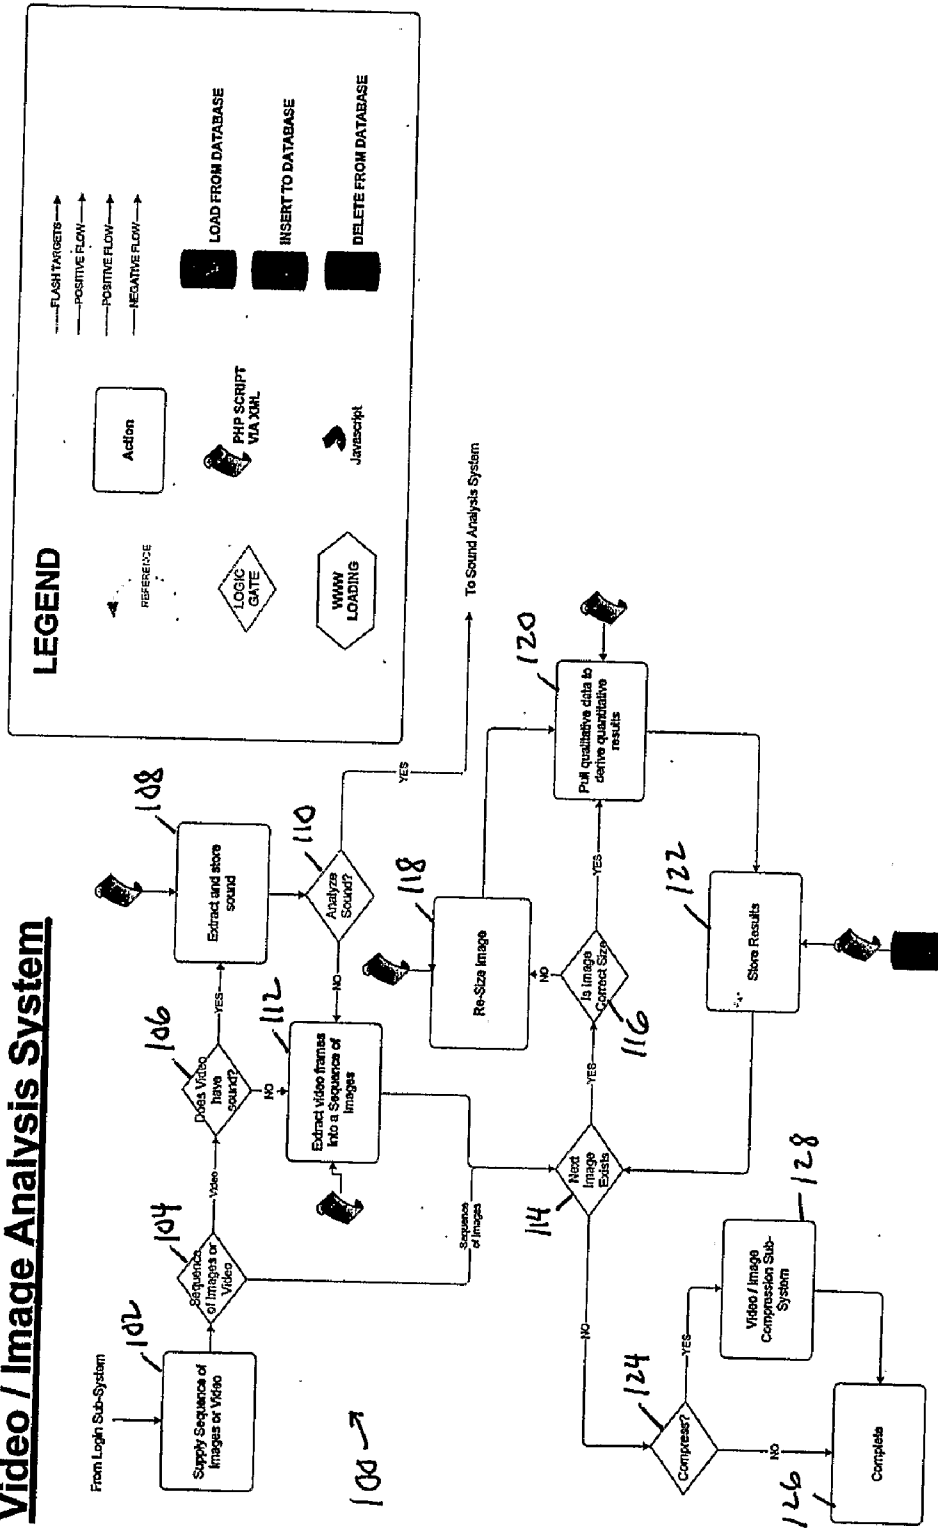 Video / Image Analysis System
LEGEND
REFERENCE
Action
FLASH TARGETS
POSITIVE FLOW
POSITIVE FLOW
NEGATIVE FLOW
LOGIC
GATE
PHP SCRIPT
VIA XML
LOAD FROM DATABASE
INSERT TO DATABASE
WWW
LOADING
Javascript
DELETE FROM DATABASE
From Login Sub-System
102
Supply Sequence of
Images or Video
104
Sequence
of Images or
Video
Video
106
Does Video
have
sound?
YES
NO
108
Extract and store
sound
110
Analyze
Sound?
YES
To Sound Analysis System
NO
112
Extract video frames
Into a Sequence of
Images
Sequence
of Images
100
114
Next
Image
Exists
YES
NO
116
Is Image
Correct Size
YES
NO
118
Re-Size Image
120
Pull qualitative data to
derive quantitative
results
122
Store Results
124
Compress?
YES
NO
128
Video / Image
Compression Sub-
System
126
Complete